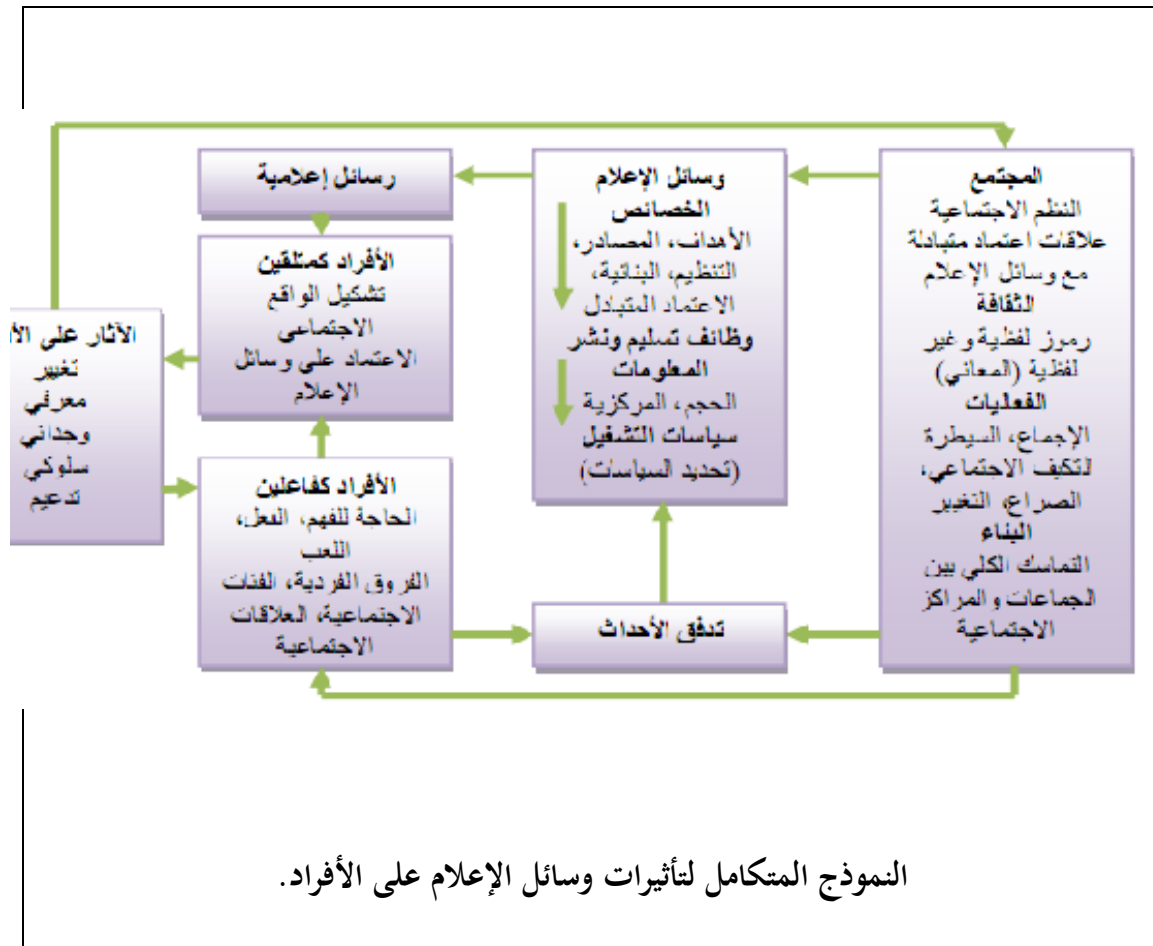 المجتمع
النظم الاجتماعية
علاقات اعتماد متبادلة
مع وسائل الإعلام
الثقافة
رموز لفظية وغير
لفظية (المعاني)
الفعليات
الإجماع، السيطرة
لتكيف الاجتماعي،
الصراع، التغيير
البناء
التماسك الكلي بين
الجماعات والمراكز
الاجتماعية
وسائل الإعلام
الخصائص
الأهداف، المصادر،
التنظيم، البنائية،
الاعتماد المتبادل
وظائف تسليم ونشر
المعلومات
الحجم، المركزية
سياسات التشغيل
(تحديد السياسات)
تدفق الأحداث
رسائل إعلامية
الأفراد كمتلقين
تشكيل الواقع
الاجتماعي
الاعتماد على وسائل
الإعلام
الأفراد كفاعلين
الحاجة للفهم، الفعل،
اللعب
الفروق الفردية، الفئات
الاجتماعية، العلاقات
الاجتماعية
الآثار على
تغيير
معرفي
وجداني
سلوكي
تدعيم
النموذج المتكامل لتأثيرات وسائل الإعلام على الأفراد.